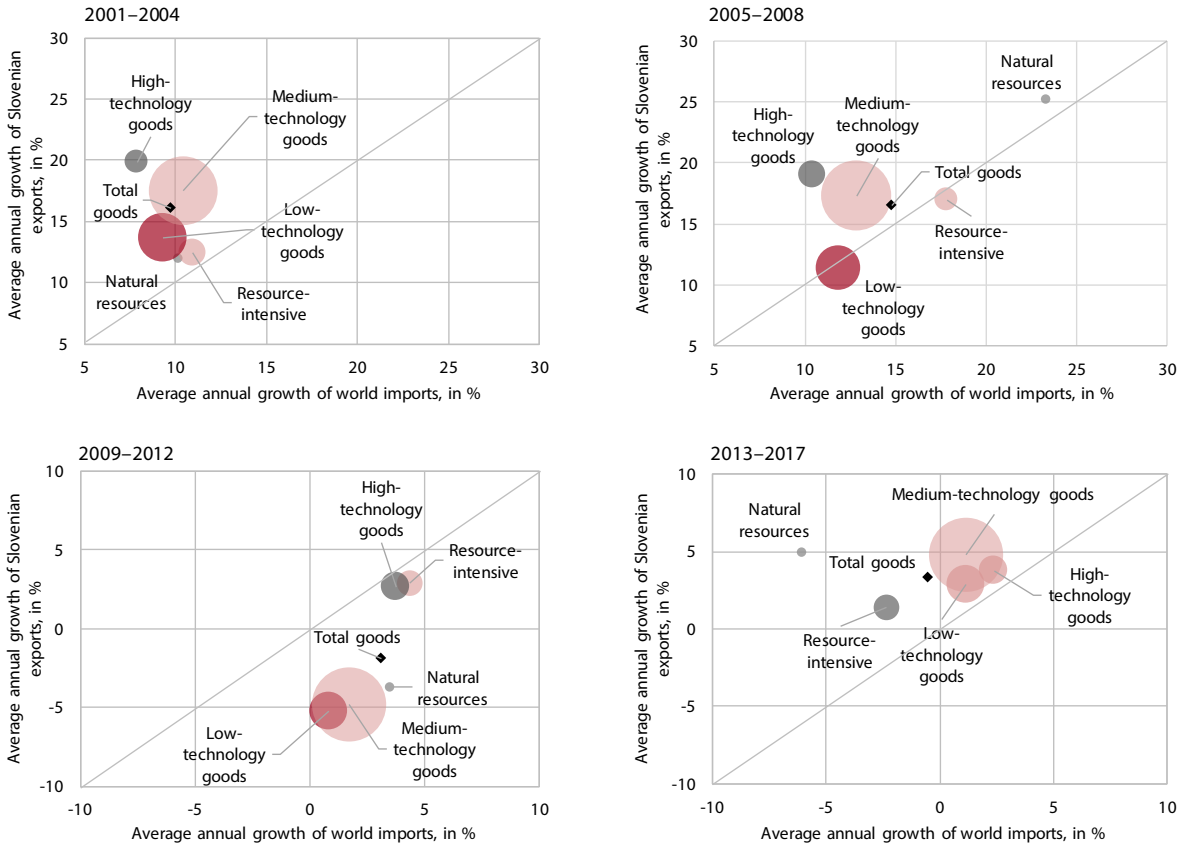 2001–2004
Average annual growth of Slovenian
exports, in %
30
25
20
15
10
5
High-
technology
goods
Medium-
technology
goods
Total
goods
Low-
technology
goods
Natural
resources
Resource-
intensive
5
10
15
20
25
30
Average annual growth of world imports, in %
2005–2008
Average annual growth of Slovenian
exports, in %
30
25
20
15
10
5
Natural
resources
High-
technology
goods
Medium-
technology
goods
Total goods
Resource-
intensive
Low-
technology
goods
5
10
15
20
25
30
Average annual growth of world imports, in %
2009–2012
Average annual growth of Slovenian
exports, in %
10
5
0
-5
-10
High-
technology
goods
Resource-
intensive
Total goods
Natural
resources
Low-
technology
goods
Medium-
technology
goods
-10
-5
0
5
10
Average annual growth of world imports, in %
2013–2017
Average annual growth of Slovenian
exports, in %
10
5
0
-5
-10
Medium-technology goods
Natural
resources
Total goods
High-
technology
goods
Resource-
intensive
Low-
technology
goods
-10
-5
0
5
10
Average annual growth of world imports, in %